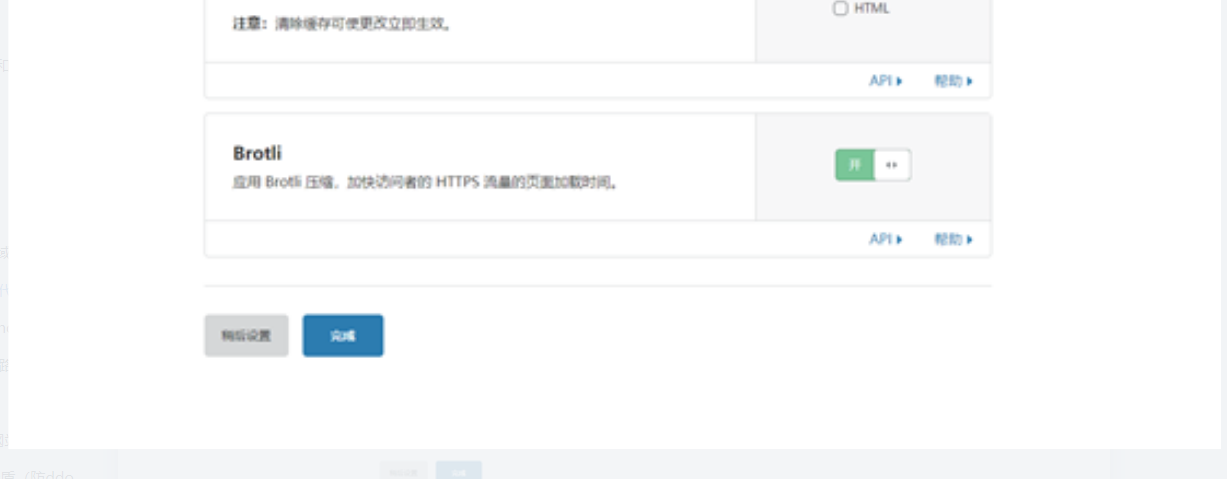 HTML
注意：清除缓存可使更改立即生效。
API
帮助
Brotli
应用 Brotli 压缩，加快访问者的 HTTPS 流量的页面加载时间。
开
API
帮助
稍后设置
完成